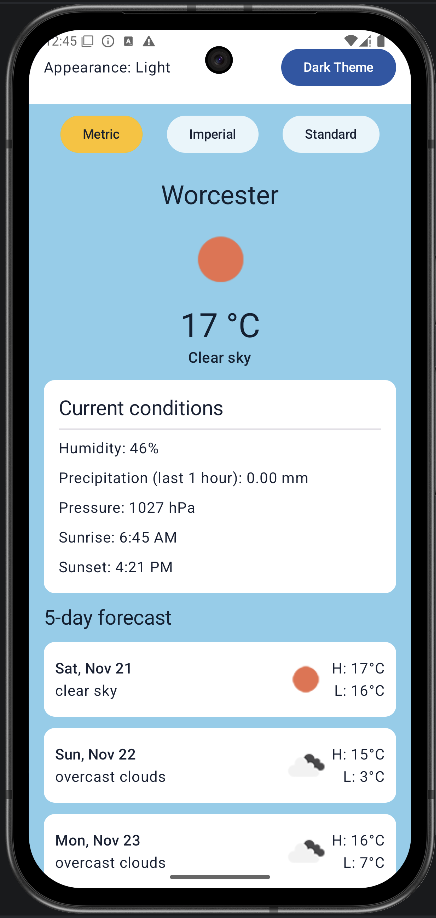 12:45
Appearance: Light
Dark Theme
Metric
Imperial
Standard
Worcester
17 °C
Clear sky
Current conditions
Humidity: 46%
Precipitation (last 1 hour): 0.00 mm
Pressure: 1027 hPa
Sunrise: 6:45 AM
Sunset: 4:21 PM
5-day forecast
Sat, Nov 21
clear sky
H: 17°C
L: 16°C
Sun, Nov 22
overcast clouds
H: 15°C
L: 3°C
Mon, Nov 23
overcast clouds
H: 16°C
L: 7°C